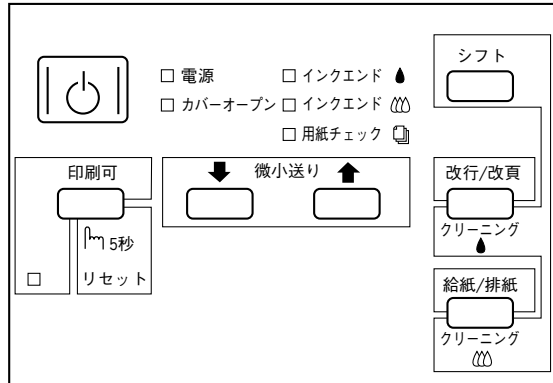 シフト
□ 電源 □ インクエンド
□ カバーオープン □ インクエンド
□ 用紙チェック
印刷可
微小送り
改行/改頁
5秒
クリーニング
□ リセット
給紙/排紙
クリーニング